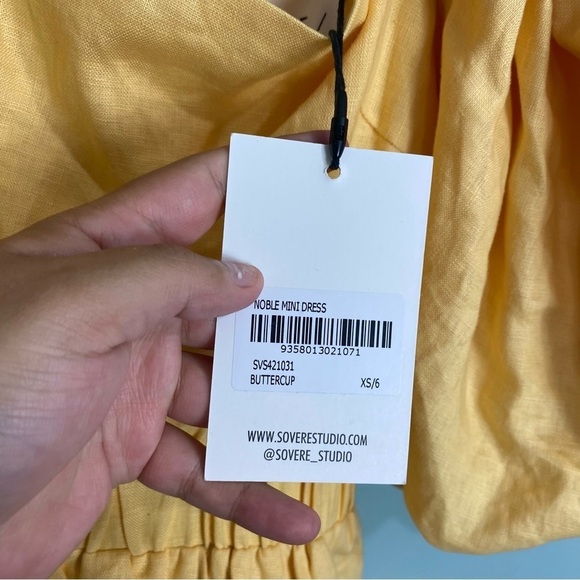 NOBLE MINI DRESS
9358013021071
SVS421031
BUTTERCUP XS/6
WWW.SOVERESTUDIO.COM
@SOVERE_STUDIO